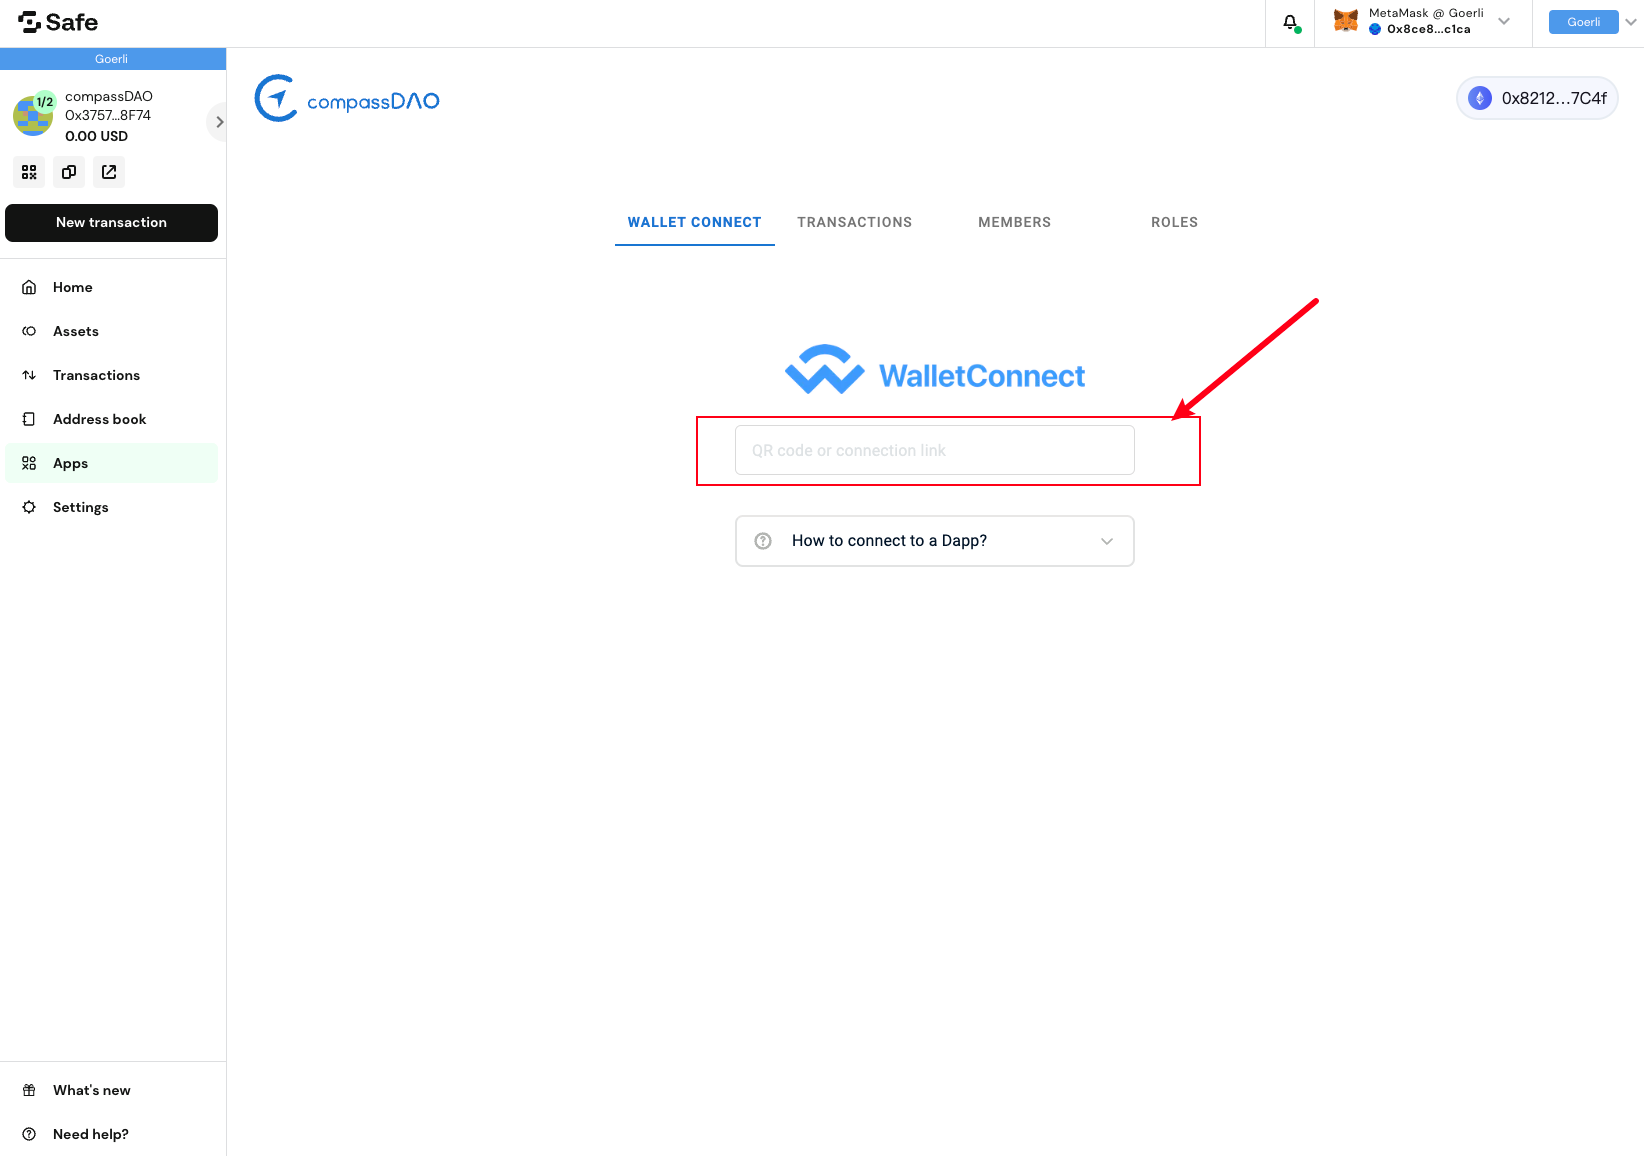 Safe
MetaMask @ Goerli
0x8ce8...c1ca
Goerli
Goerli
1/2
compassDAO
0x3757...8F74
0.00 USD
New transaction
Home
Assets
Transactions
Address book
Apps
Settings
What's new
Need help?
compassDAO
0x8212...7C4f
WALLET CONNECT
TRANSACTIONS
MEMBERS
ROLES
WalletConnect
QR code or connection link
How to connect to a Dapp?